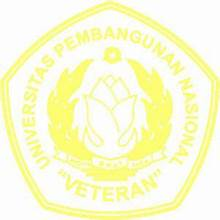 UNIVERSITAS PEMBANGUNAN NASIONAL
"VETERAN"